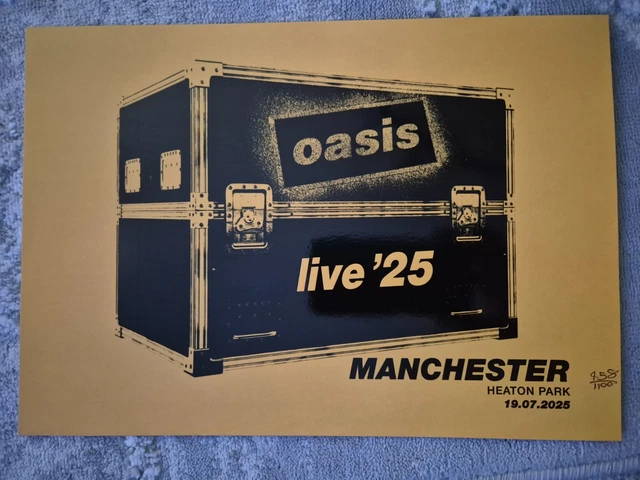 oasis
live '25
MANCHESTER
HEATON PARK
19.07.2025